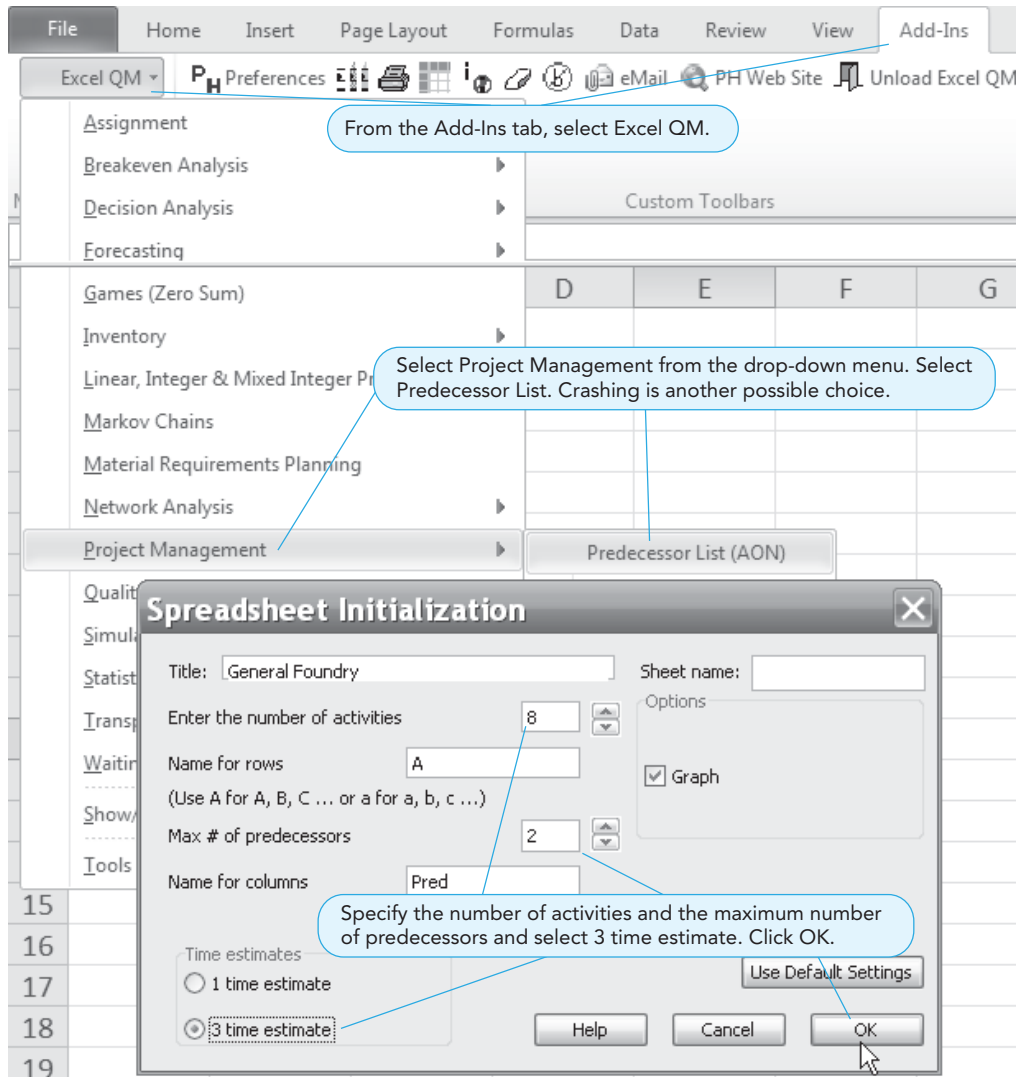 File Home Insert Page Layout Formulas Data Review View Add-Ins
Excel QM PH Preferences eMail PH Web Site Unload Excel QM
From the Add-Ins tab, select Excel QM.
Assignment
Breakeven Analysis
Decision Analysis
Custom Toolbars
Forecasting
D E F G
Games (Zero Sum)
Inventory
Select Project Management from the drop-down menu. Select
Predecessor List. Crashing is another possible choice.
Linear, Integer & Mixed Integer Pr
Markov Chains
Material Requirements Planning
Network Analysis
Project Management
Predecessor List (AON)
Qualit
Simula
Statist
Transp
Waitin
Show/
Tools
15
16
17
18
19
Spreadsheet Initialization
Title: General Foundry
Sheet name:
Enter the number of activities 8
Options
Name for rows A
Graph
(Use A for A, B, C ... or a for a, b, c ...)
Max # of predecessors 2
Name for columns Pred
Specify the number of activities and the maximum number
of predecessors and select 3 time estimate. Click OK.
Time estimates
1 time estimate
3 time estimate
Use Default Settings
Help Cancel OK